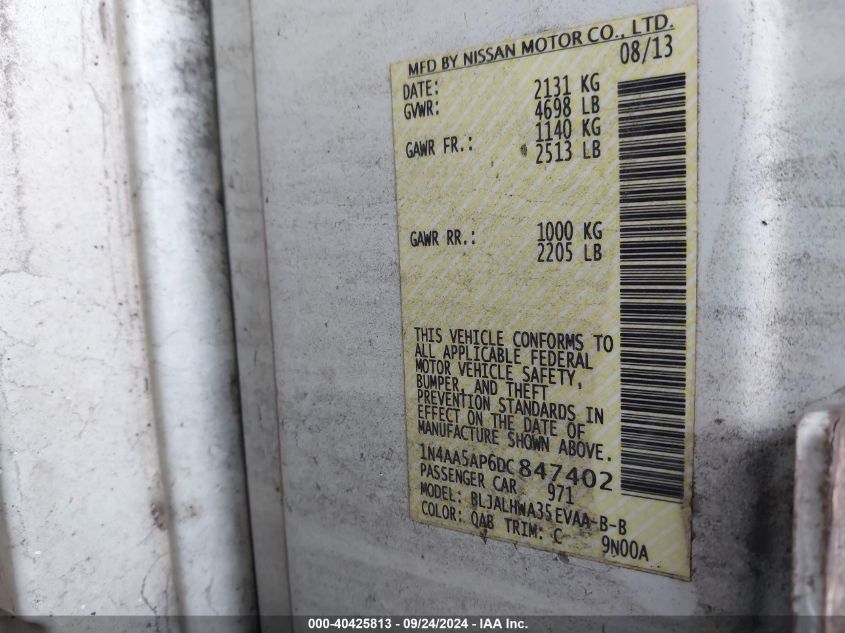 MFD BY NISSAN MOTOR CO., LTD.
DATE: 08/13
GVWR: 2131 KG
4698 LB
GAWR FR.: 1140 KG
2513 LB
GAWR RR.: 1000 KG
2205 LB
THIS VEHICLE CONFORMS TO
ALL APPLICABLE FEDERAL
MOTOR VEHICLE SAFETY,
BUMPER, AND THEFT
PREVENTION STANDARDS IN
EFFECT ON THE DATE OF
MANUFACTURE SHOWN ABOVE.
1N4AA5AP6DC847402
PASSENGER CAR 971
MODEL: BLJALHWA35EVAA-B-B
COLOR: QAB TRIM: C 9N00A
000-40425813 - 09/24/2024 - IAA Inc.